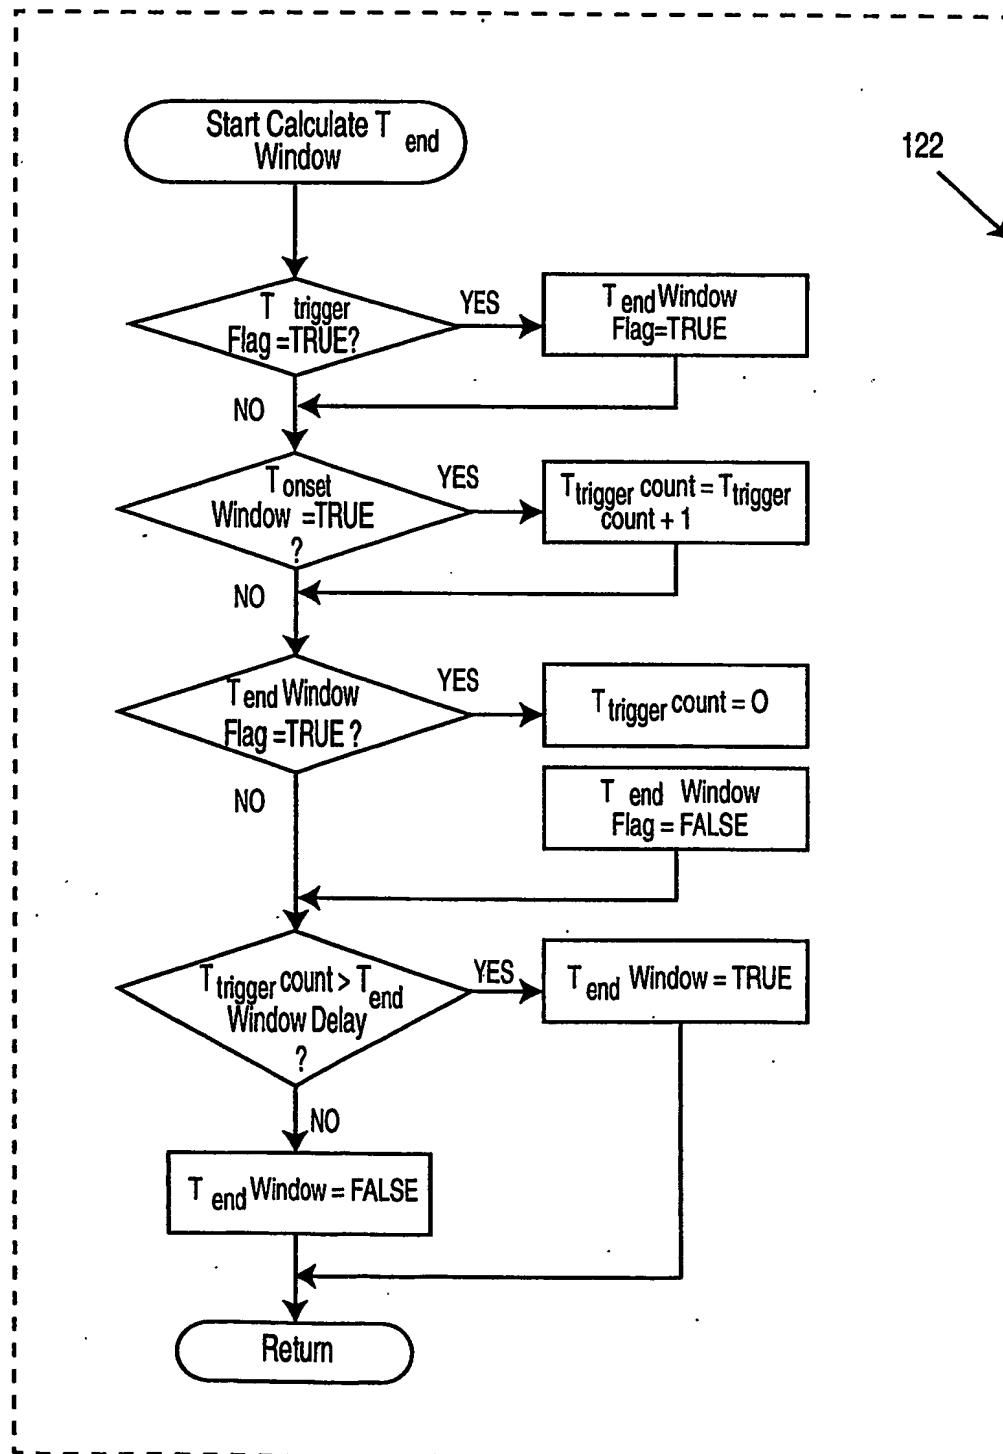 Start Calculate T end
Window
122
T trigger
Flag =TRUE?
YES
T end Window
Flag=TRUE
NO
T onset
Window =TRUE
?
YES
T trigger count = T trigger
count + 1
NO
T end Window
Flag =TRUE ?
YES
T trigger count = O
NO
T end Window
Flag = FALSE
T trigger count > T end
Window Delay
?
YES
T end Window = TRUE
NO
T end Window = FALSE
Return